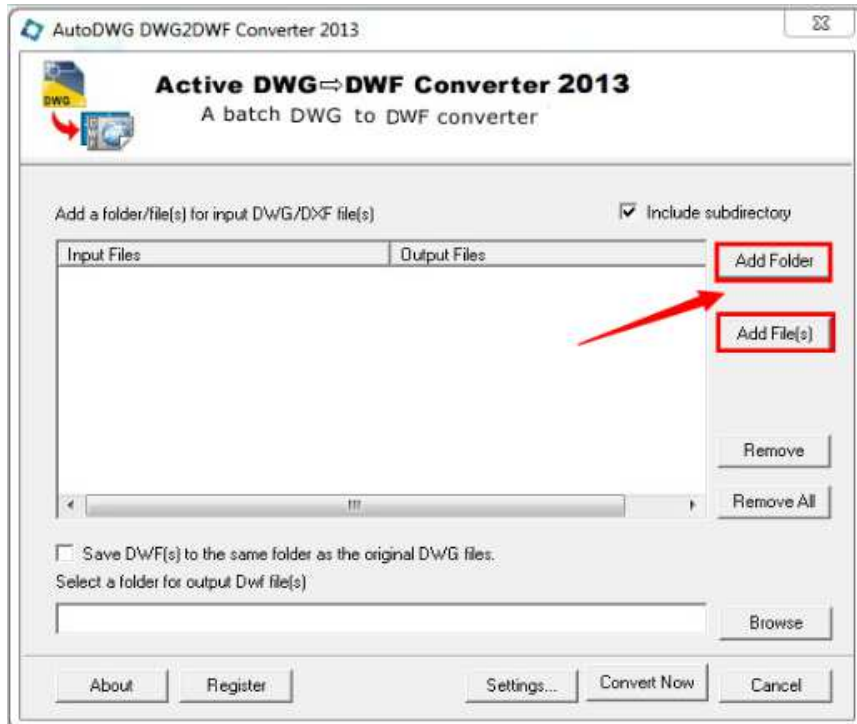 AutoDWG DWG2DWF Converter 2013
DWG
Active DWG⇨DWF Converter 2013
A batch DWG to DWF converter
Add a folder/file(s) for input DWG/DXF file(s)
Include subdirectory
Input Files
Output Files
Add Folder
Add File(s)
Remove
Remove All
Save DWF(s) to the same folder as the original DWG files.
Select a folder for output Dwf file(s)
Browse
About
Register
Settings...
Convert Now
Cancel